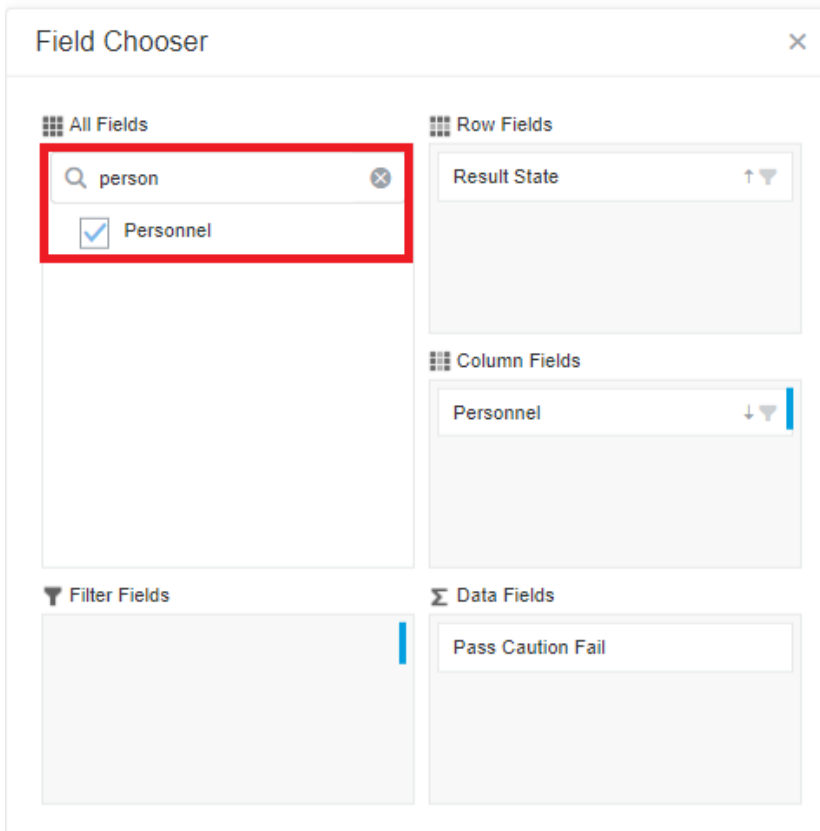 Field Chooser
All Fields
person
Personnel
Row Fields
Result State
Column Fields
Personnel
Filter Fields
Data Fields
Pass Caution Fail